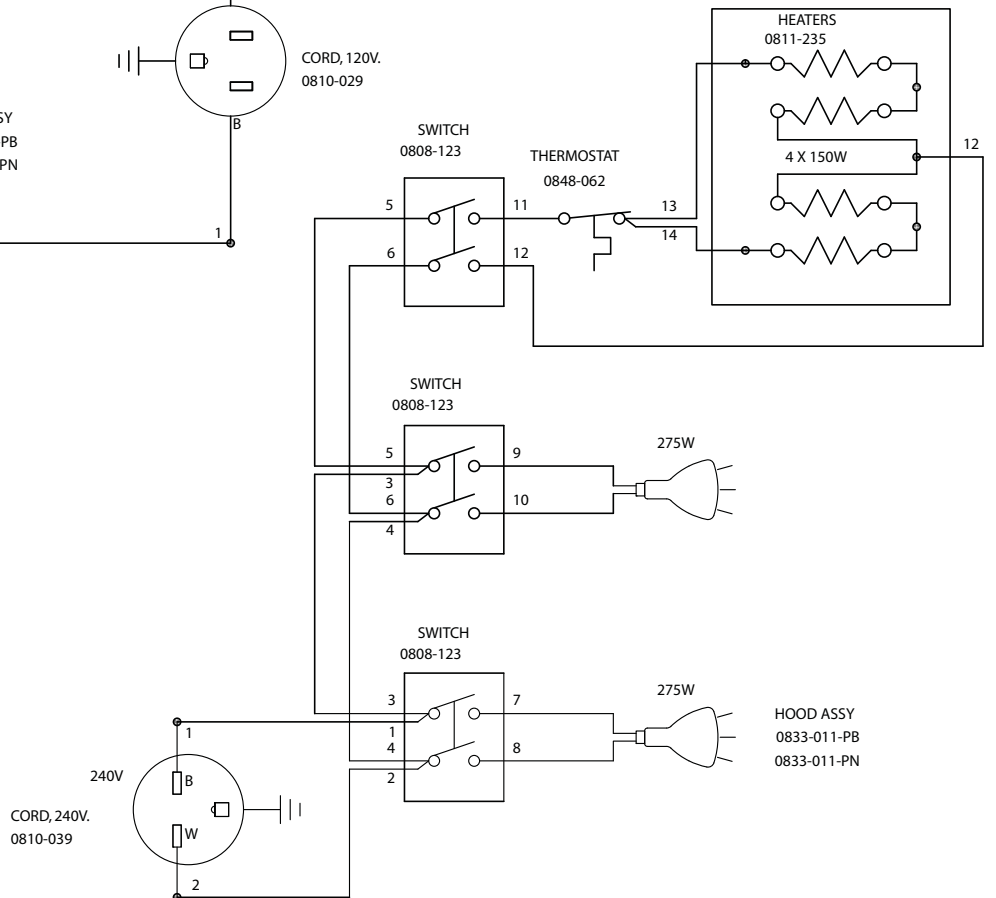 HEATERS
0811-235
CORD, 120V.
0810-029
SY
PB
PN
B
SWITCH
0808-123
THERMOSTAT
0848-062
4 X 150W
12
5
11
13
14
1
6
12
SWITCH
0808-123
275W
5
9
3
6
10
4
SWITCH
0808-123
275W
3
7
HOOD ASSY
0833-011-PB
0833-011-PN
1
1
4
8
2
240V
B
CORD, 240V.
0810-039
W
2